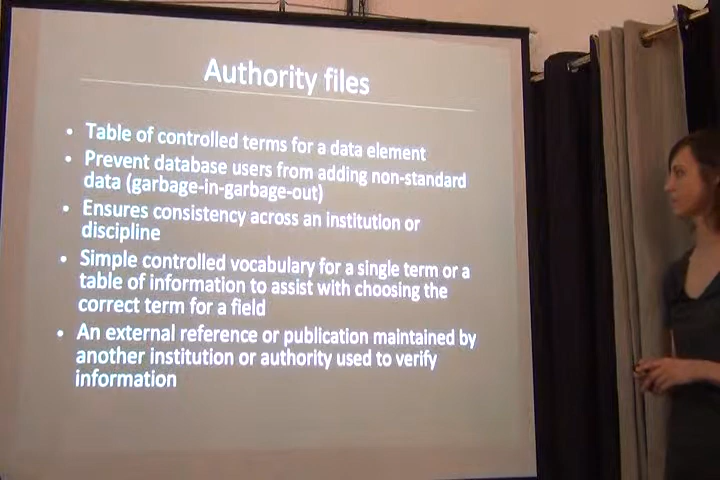 Authority files
• Table of controlled terms for a data element
• Prevent database users from adding non-standard
data (garbage-in-garbage-out)
• Ensures consistency across an institution or
discipline
• Simple controlled vocabulary for a single term or a
table of information to assist with choosing the
correct term for a field
• An external reference or publication maintained by
another institution or authority used to verify
information